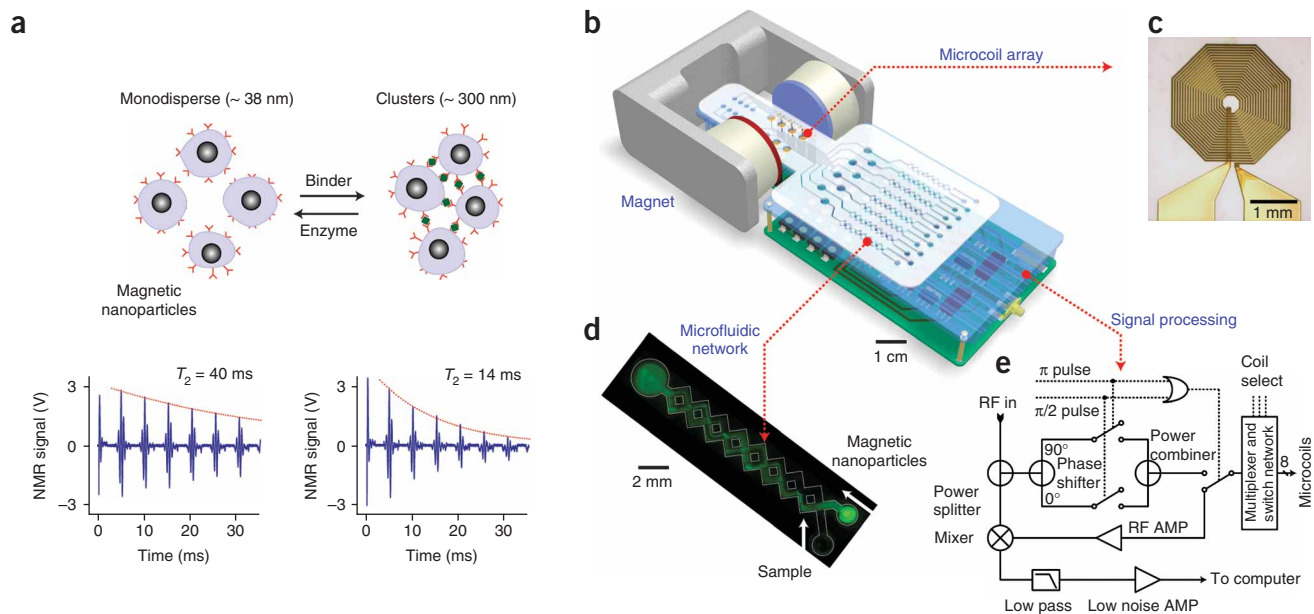 a
Monodisperse (~ 38 nm)
Clusters (~ 300 nm)
Binder
Enzyme
Magnetic
nanoparticles
T2 = 40 ms
NMR signal (V)
3
0
–3
0
10
20
30
Time (ms)
T2 = 14 ms
NMR signal (V)
3
0
–3
0
10
20
30
Time (ms)
b
Microcoil array
Magnet
Microfluidic
network
Signal processing
1 cm
c
1 mm
d
2 mm
Magnetic
nanoparticles
Sample
e
π pulse
π/2 pulse
RF in
Coil
select
90°
Phase
shifter
0°
Power
combiner
Power
splitter
Multiplexer and
switch network
8
Microcoils
Mixer
RF AMP
To computer
Low pass
Low noise AMP